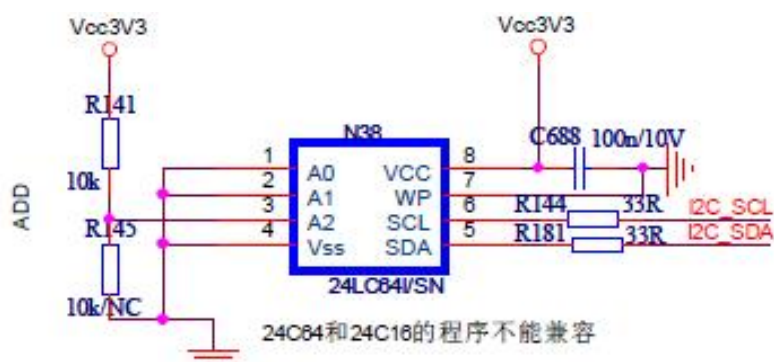 Vcc3V3
Vcc3V3
R141
N38
C688
100n/10V
1
A0
VCC
8
10k
2
A1
WP
7
ADD
3
A2
SCL
6
R144
33R
I2C_SCL
R145
4
Vss
SDA
5
R181
33R
I2C_SDA
24LC64I/SN
10k/NC
24C64和24C16的程序不能兼容